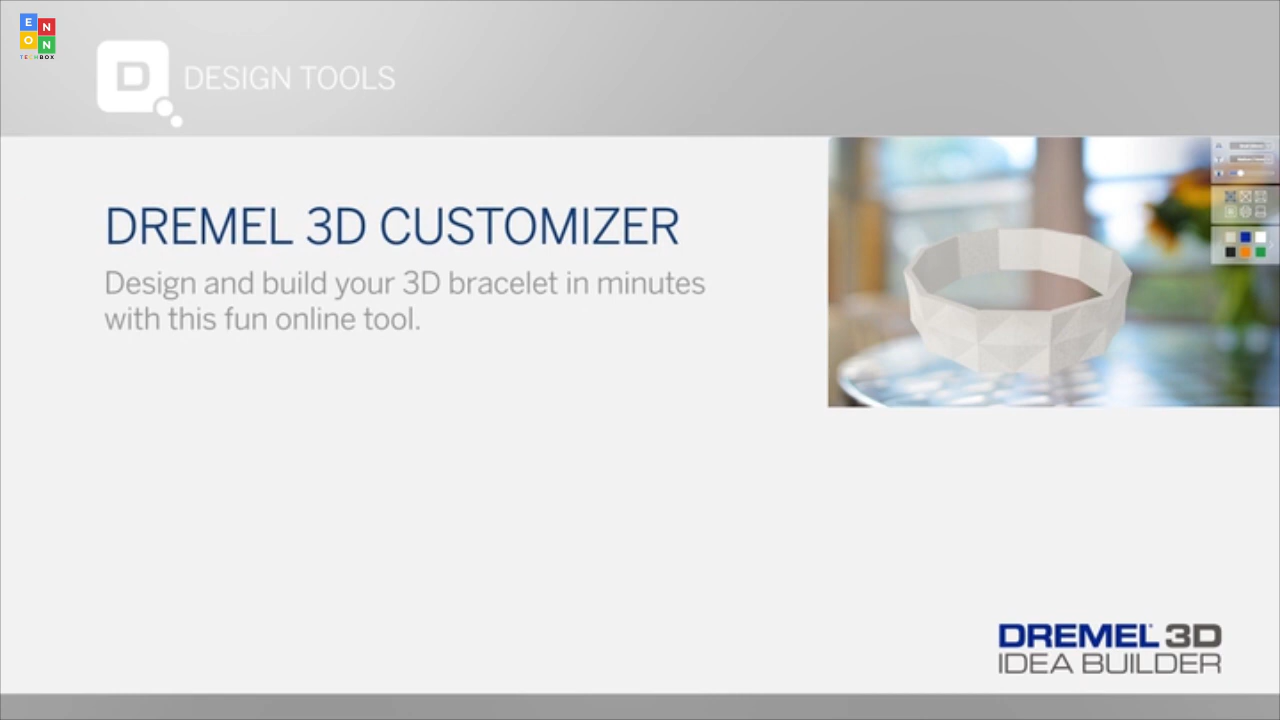 E N
O N
TECHBOX
D DESIGN TOOLS
DREMEL 3D CUSTOMIZER
Design and build your 3D bracelet in minutes
with this fun online tool.
DREMEL 3D
IDEA BUILDER